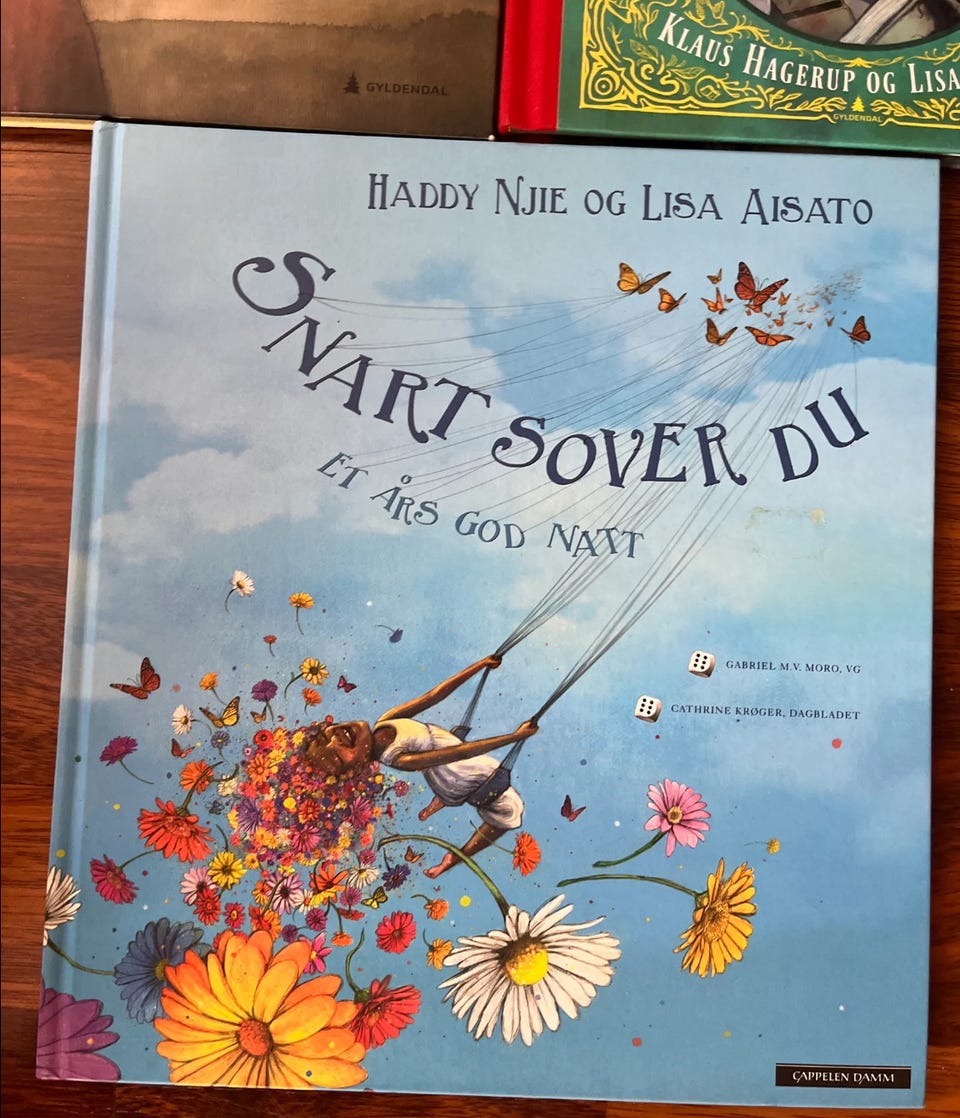 GYLDENDAL
KLAUS HAGERUP OG LISA
GYLDENDAL
HADDY NJIE OG LISA AISATO
SNART SOVER DU
ET ÅRS GOD NATT
GABRIEL M.V. MORO, VG
CATHRINE KRØGER, DAGBLADET
CAPPELEN DAMM